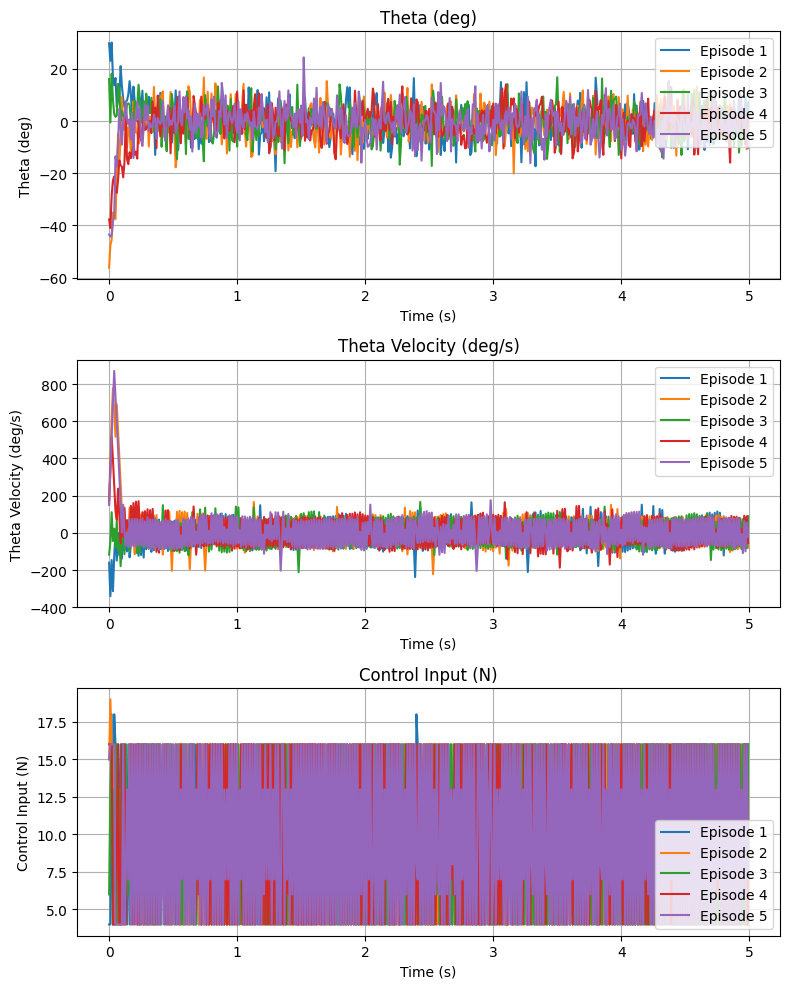 Theta (deg)
Theta (deg)
20
0
−20
−40
−60
0
1
2
3
4
5
Time (s)
Episode 1
Episode 2
Episode 3
Episode 4
Episode 5
Theta Velocity (deg/s)
Theta Velocity (deg/s)
800
600
400
200
0
−200
−400
0
1
2
3
4
5
Time (s)
Episode 1
Episode 2
Episode 3
Episode 4
Episode 5
Control Input (N)
Control Input (N)
17.5
15.0
12.5
10.0
7.5
5.0
0
1
2
3
4
5
Time (s)
Episode 1
Episode 2
Episode 3
Episode 4
Episode 5